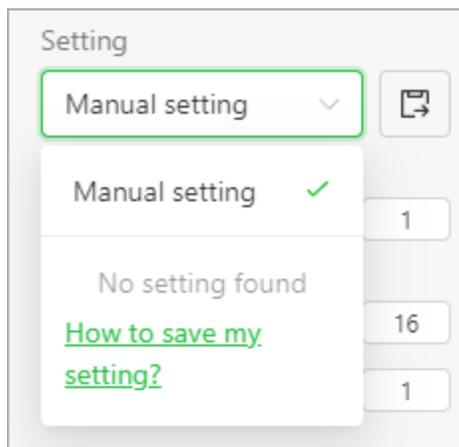 Setting
Manual setting
Manual setting
1
No setting found
How to save my
setting?
16
1